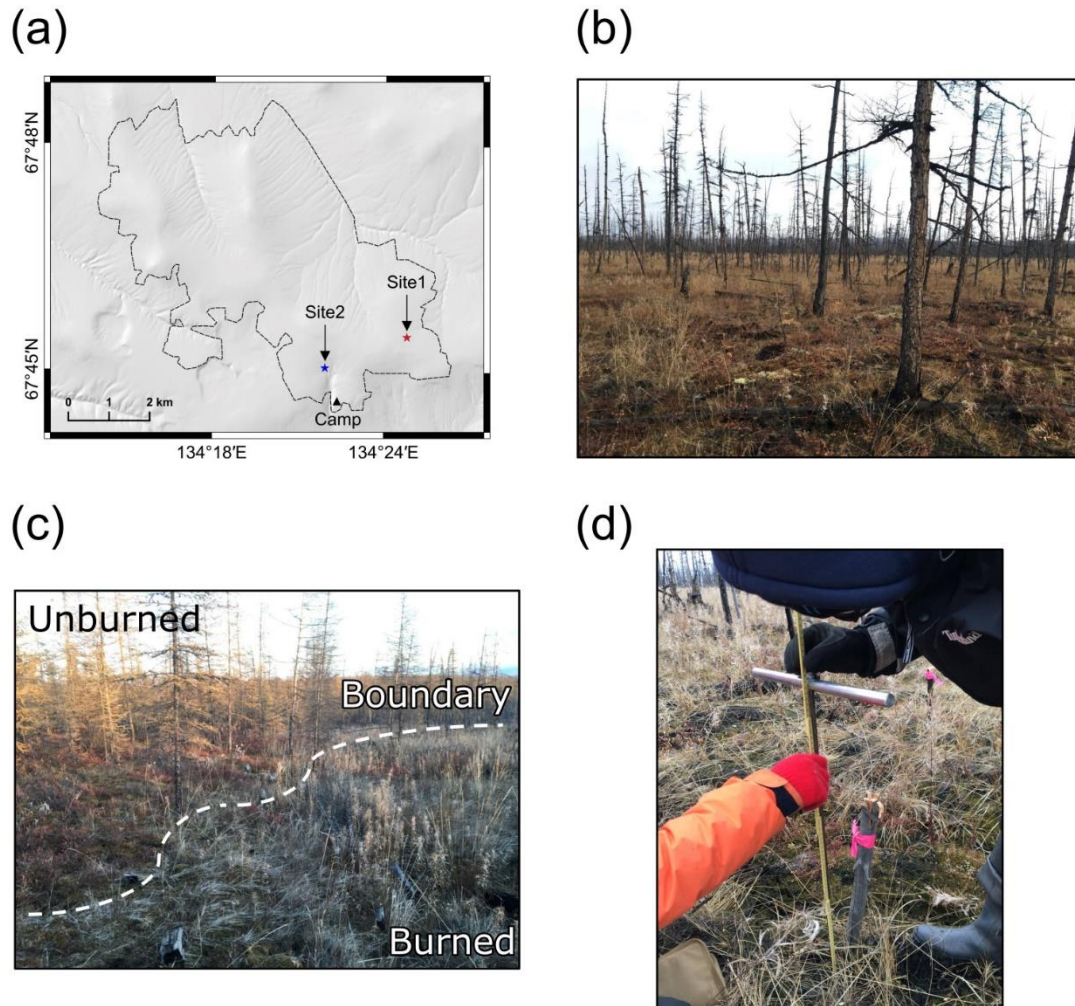 (a)
67°48′N
67°45′N
Site1
Site2
Camp
0 1 2 km
134°18′E 134°24′E
(b)
(c)
Unburned
Boundary
Burned
(d)